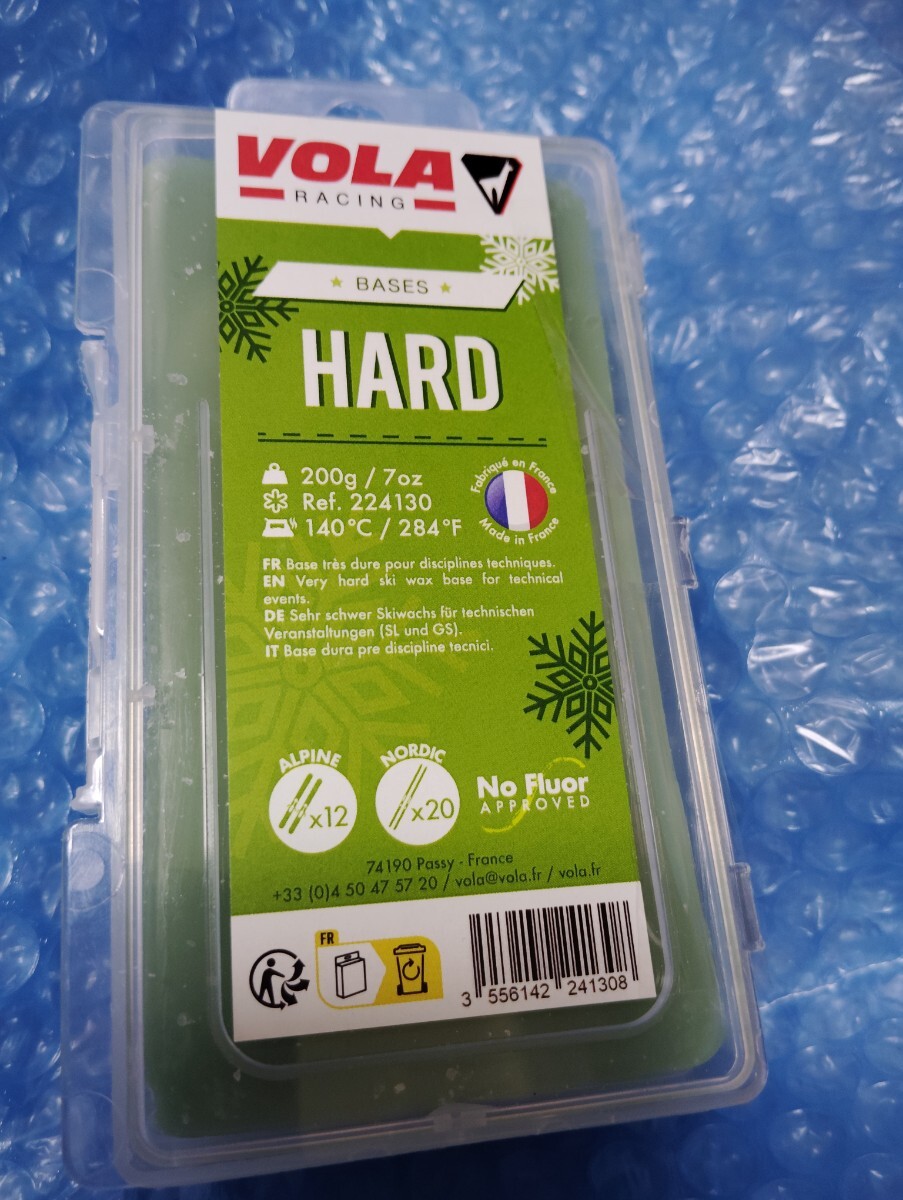 VOLA
RACING
BASES
HARD
200g / 7oz
Ref. 224130
140°C / 284°F
Fabriqué en France
Made in France
FR Base très dure pour disciplines techniques.
EN Very hard ski wax base for technical
events.
DE Sehr schwer Skiwachs für technischen
Veranstaltungen (SL und GS).
IT Base dura pre discipline tecnici.
ALPINE
x12
NORDIC
x20
No Fluor
APPROVED
74190 Passy - France
+33 (0)4 50 47 57 20 / vola@vola.fr / vola.fr
FR
3 556142 241308